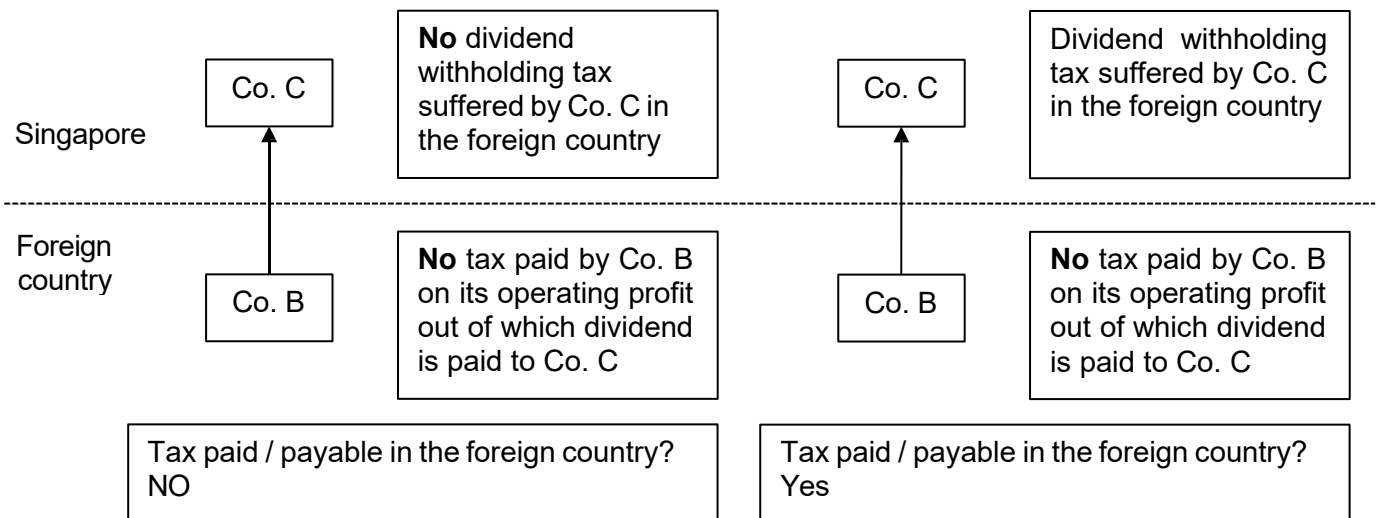 Co. C
No dividend
withholding tax
suffered by Co. C in
the foreign country
Co. C
Dividend withholding
tax suffered by Co. C
in the foreign country
Singapore
Foreign
country
Co. B
No tax paid by Co. B
on its operating profit
out of which dividend
is paid to Co. C
Co. B
No tax paid by Co. B
on its operating profit
out of which dividend
is paid to Co. C
Tax paid / payable in the foreign country?
NO
Tax paid / payable in the foreign country?
Yes